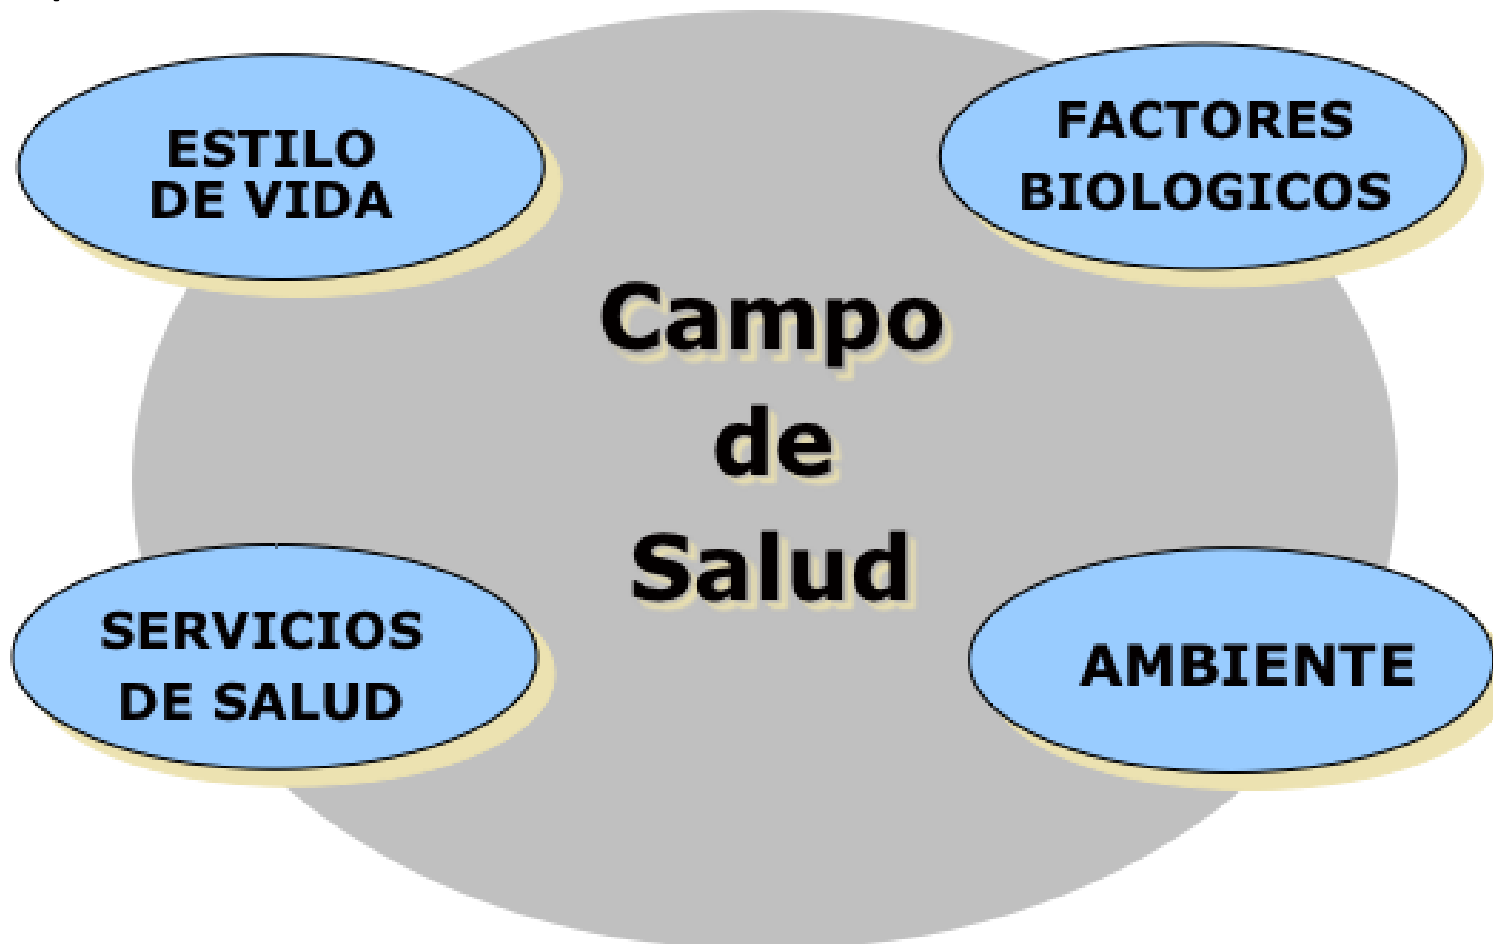 ESTILO
DE VIDA
FACTORES
BIOLOGICOS
Campo
de
Salud
SERVICIOS
DE SALUD
AMBIENTE